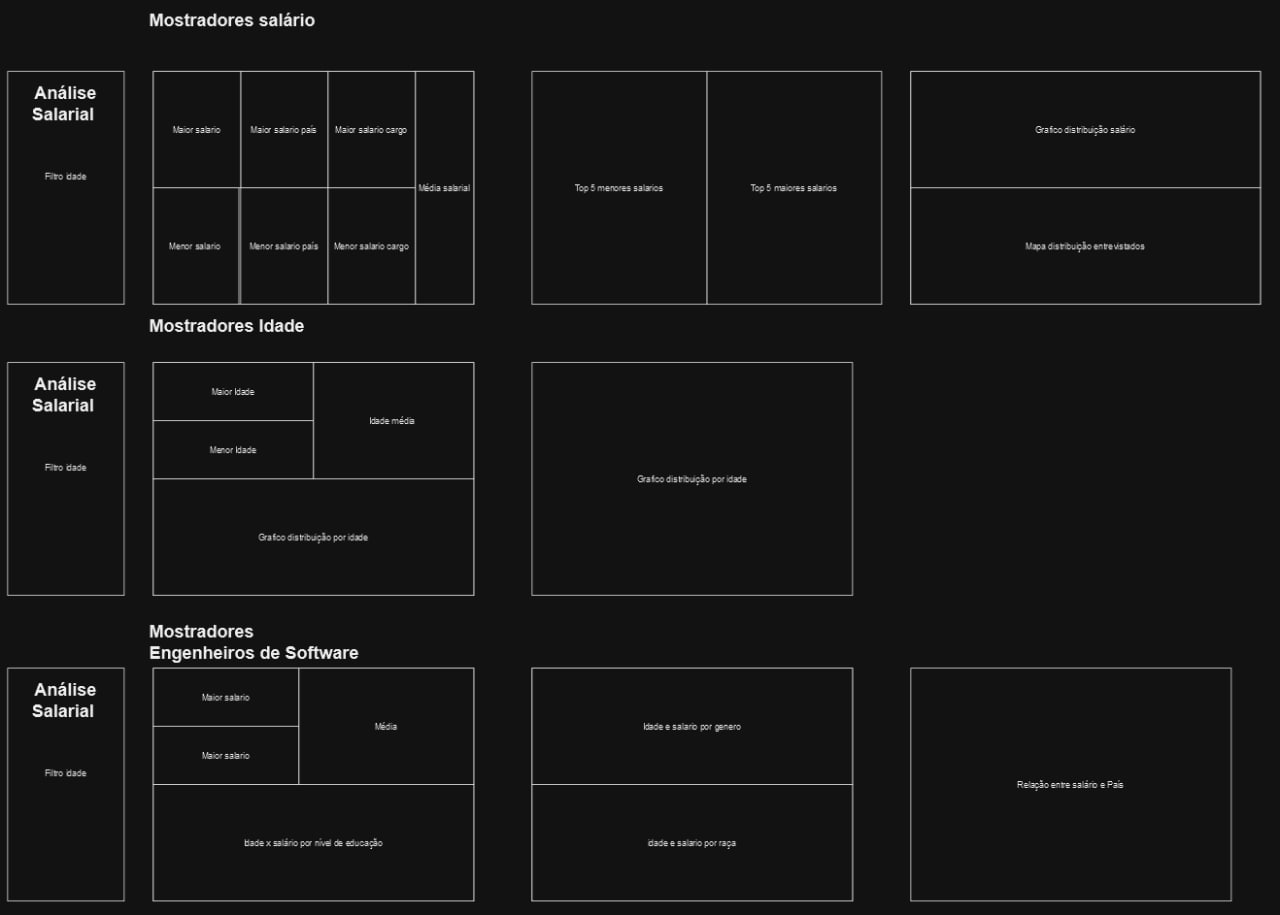 Mostradores salário
Análise
Salarial
Filtro idade
Maior salario
Maior salario país
Maior salario cargo
Média salarial
Menor salario
Menor salario país
Menor salario cargo
Top 5 menores salarios
Top 5 maiores salarios
Grafico distribuição salário
Mapa distribuição entrevistados
Mostradores Idade
Análise
Salarial
Filtro idade
Maior Idade
Menor Idade
Idade média
Grafico distribuição por idade
Grafico distribuição por idade
Mostradores
Engenheiros de Software
Análise
Salarial
Filtro idade
Maior salario
Maior salario
Média
Idade x salário por nível de educação
Idade e salario por genero
idade e salario por raça
Relação entre salário e País